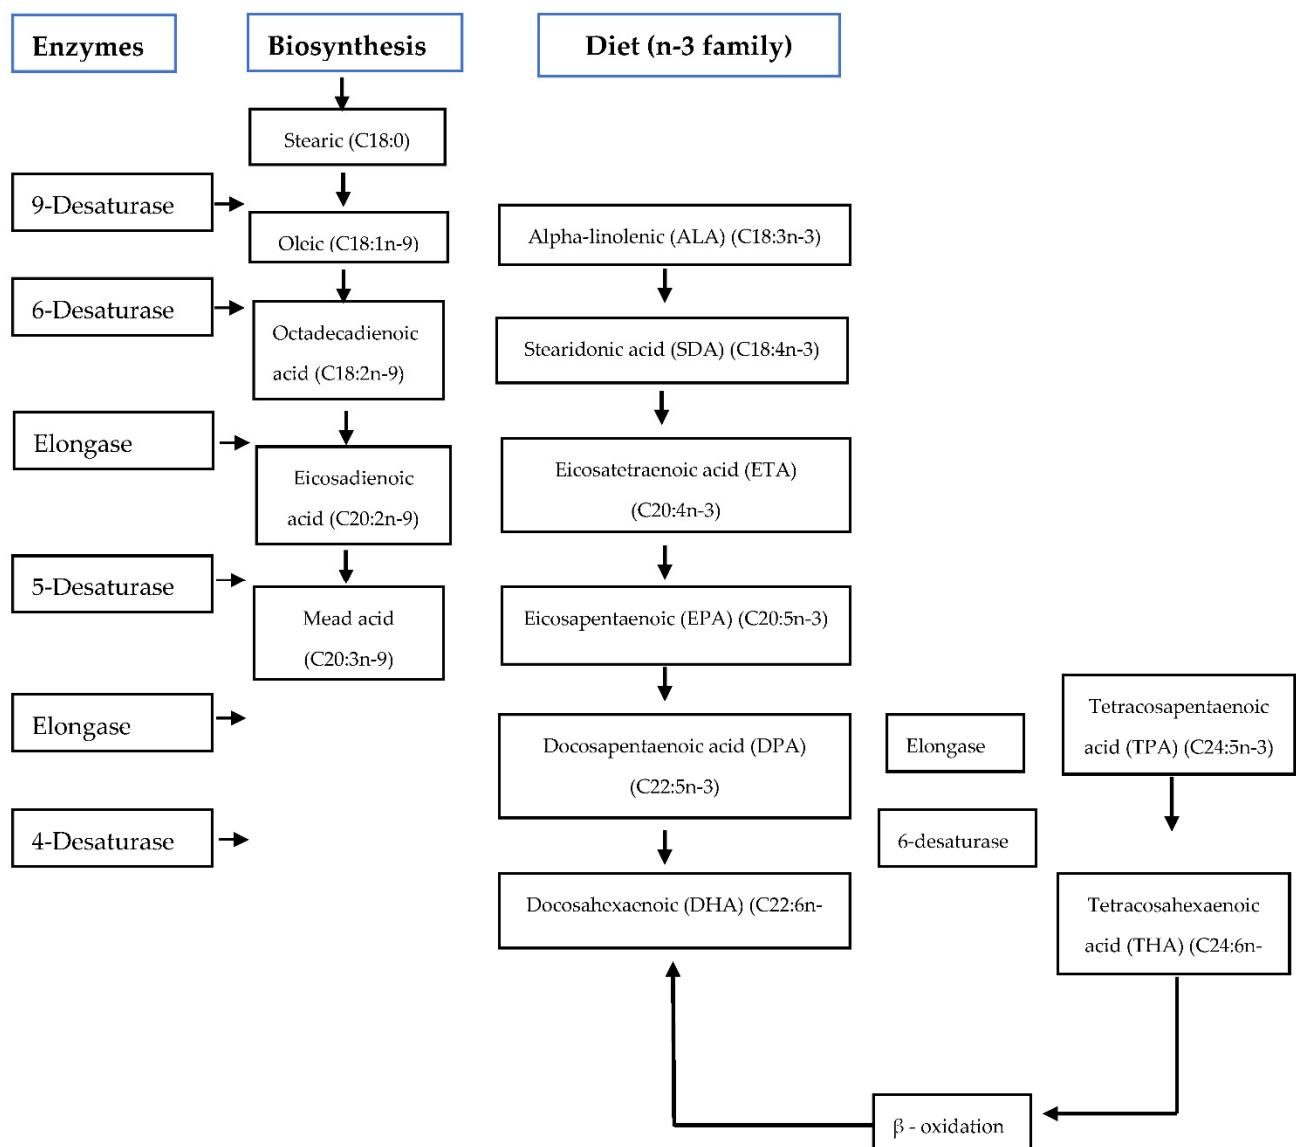 Enzymes
Biosynthesis
Diet (n-3 family)
Stearic (C18:0)
9-Desaturase
Oleic (C18:1n-9)
Alpha-linolenic (ALA) (C18:3n-3)
6-Desaturase
Octadecadienoic
acid (C18:2n-9)
Stearidonic acid (SDA) (C18:4n-3)
Elongase
Eicosadienoic
acid (C20:2n-9)
Eicosatetraenoic acid (ETA)
(C20:4n-3)
5-Desaturase
Mead acid
(C20:3n-9)
Eicosapentaenoic (EPA) (C20:5n-3)
Elongase
Docosapentaenoic acid (DPA)
(C22:5n-3)
Elongase
Tetracosapentaenoic
acid (TPA) (C24:5n-3)
4-Desaturase
6-desaturase
Docosahexaenoic (DHA) (C22:6n-
Tetracosahexaenoic
acid (THA) (C24:6n-
β - oxidation